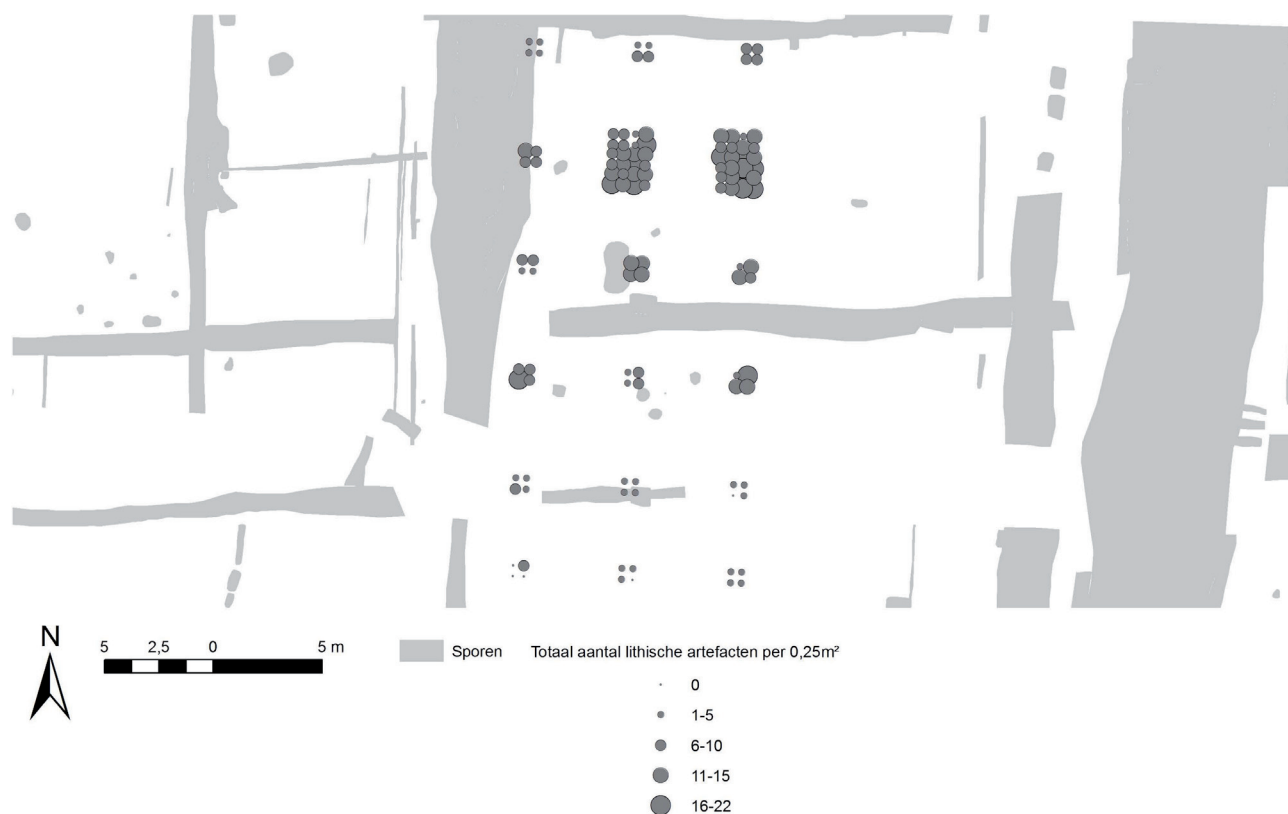 N
5 2,5 0 5 m
Sporen
Totaal aantal lithische artefacten per 0,25m²
0
1-5
6-10
11-15
16-22